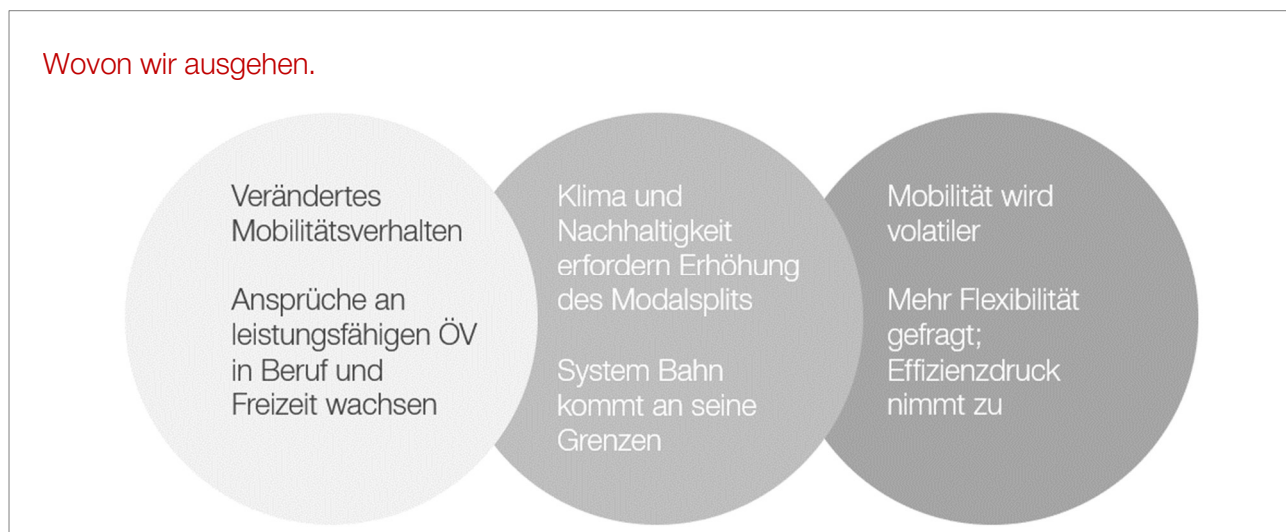 Wovon wir ausgehen.
Verändertes
Mobilitätsverhalten
Ansprüche an
leistungsfähigen ÖV
in Beruf und
Freizeit wachsen
Klima und
Nachhaltigkeit
erfordern Erhöhung
des Modalsplits
System Bahn
kommt an seine
Grenzen
Mobilität wird
volatiler
Mehr Flexibilität
gefragt;
Effizienzdruck
nimmt zu